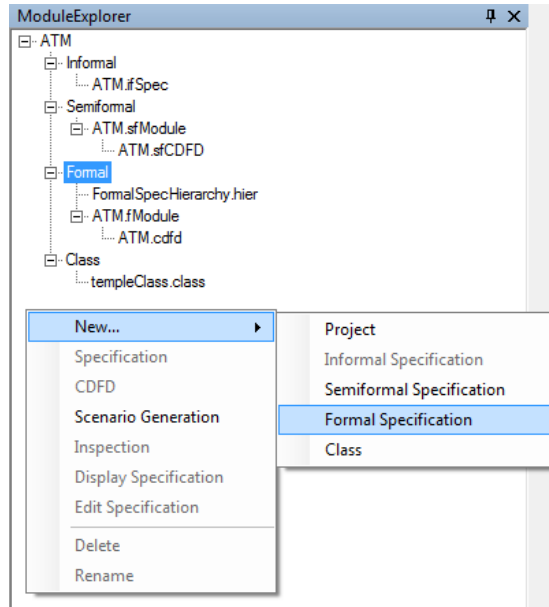 ModuleExplorer
ATM
Informal
ATM.ifSpec
Semiformal
ATM.sfModule
ATM.sfCDFD
Formal
FormalSpecHierarchy.hier
ATM.fModule
ATM.cdfd
Class
templeClass.class
New...
Specification
CDFD
Scenario Generation
Inspection
Display Specification
Edit Specification
Delete
Rename
Project
Informal Specification
Semiformal Specification
Formal Specification
Class